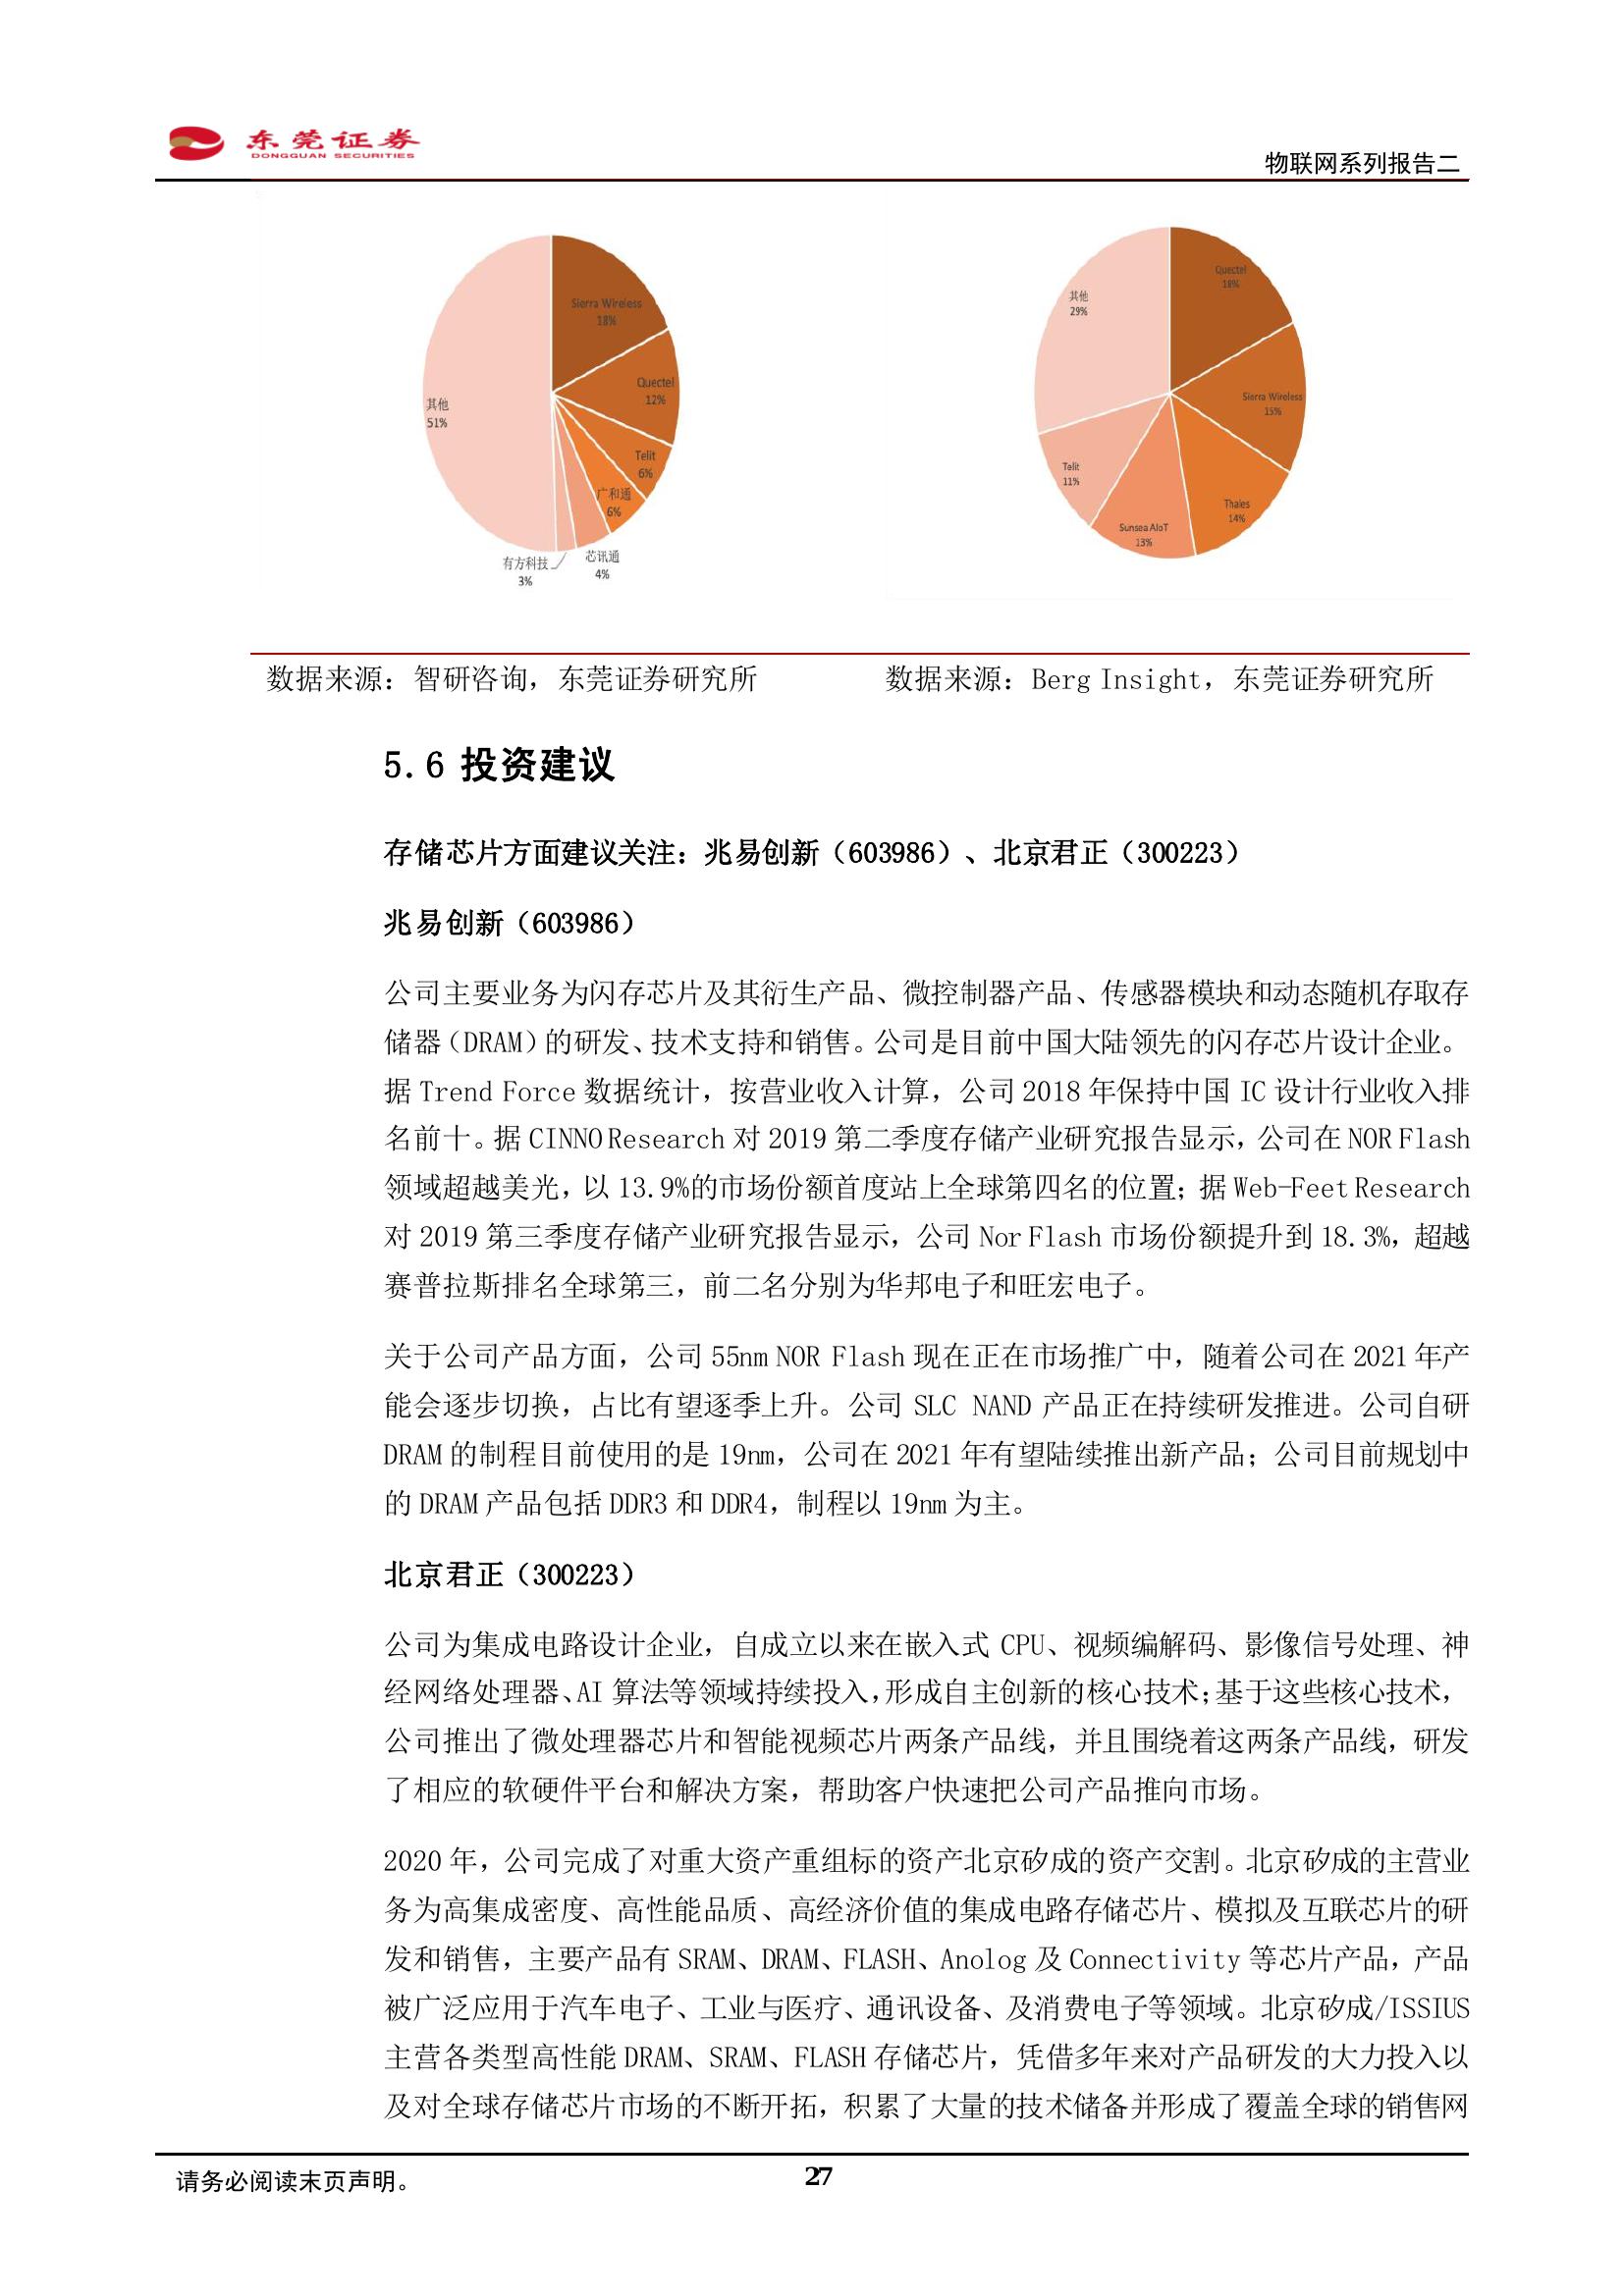 东莞证券
DONGGUAN SECURITIES
物联网系列报告二
Sierra Wireless
18%
Quectel
12%
Telit
6%
广和通
6%
芯讯通
4%
有方科技
3%
其他
51%
Quectel
18%
Sierra Wireless
15%
Thales
14%
Sunsea AIoT
13%
Telit
11%
其他
29%
数据来源：智研咨询，东莞证券研究所
数据来源：Berg Insight，东莞证券研究所
5.6 投资建议
存储芯片方面建议关注：兆易创新（603986）、北京君正（300223）
兆易创新（603986）
公司主要业务为闪存芯片及其衍生产品、微控制器产品、传感器模块和动态随机存取存
储器（DRAM）的研发、技术支持和销售。公司是目前中国大陆领先的闪存芯片设计企业。
据 Trend Force 数据统计，按营业收入计算，公司 2018 年保持中国 IC 设计行业收入排
名前十。据 CINNO Research 对 2019 第二季度存储产业研究报告显示，公司在 NOR Flash
领域超越美光，以 13.9%的市场份额首度站上全球第四名的位置；据 Web-Feet Research
对 2019 第三季度存储产业研究报告显示，公司 Nor Flash 市场份额提升到 18.3%，超越
赛普拉斯排名全球第三，前二名分别为华邦电子和旺宏电子。
关于公司产品方面，公司 55nm NOR Flash 现在正在市场推广中，随着公司在 2021 年产
能会逐步切换，占比有望逐季上升。公司 SLC NAND 产品正在持续研发推进。公司自研
DRAM 的制程目前使用的是 19nm，公司在 2021 年有望陆续推出新产品；公司目前规划中
的 DRAM 产品包括 DDR3 和 DDR4，制程以 19nm 为主。
北京君正（300223）
公司为集成电路设计企业，自成立以来在嵌入式 CPU、视频编解码、影像信号处理、神
经网络处理器、AI 算法等领域持续投入，形成自主创新的核心技术；基于这些核心技术，
公司推出了微处理器芯片和智能视频芯片两条产品线，并且围绕着这两条产品线，研发
了相应的软硬件平台和解决方案，帮助客户快速把公司产品推向市场。
2020 年，公司完成了对重大资产重组标的资产北京矽成的资产交割。北京矽成的主营业
务为高集成密度、高性能品质、高经济价值的集成电路存储芯片、模拟及互联芯片的研
发和销售，主要产品有 SRAM、DRAM、FLASH、Anolog 及 Connectivity 等芯片产品，产品
被广泛应用于汽车电子、工业与医疗、通讯设备、及消费电子等领域。北京矽成/ISSIUS
主营各类型高性能 DRAM、SRAM、FLASH 存储芯片，凭借多年来对产品研发的大力投入以
及对全球存储芯片市场的不断开拓，积累了大量的技术储备并形成了覆盖全球的销售网
请务必阅读末页声明。
27